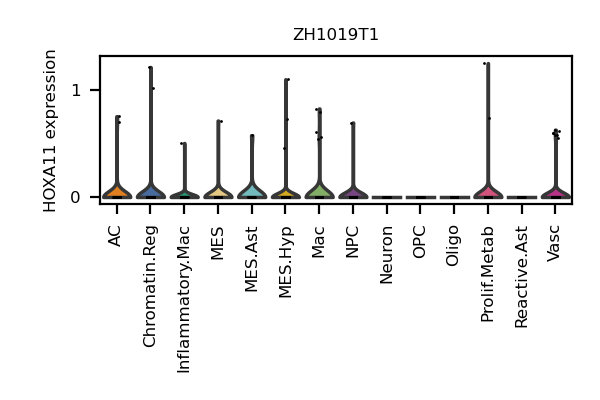 ZH1019T1
HOXA11 expression
1
0
AC
Chromatin.Reg
Inflammatory.Mac
MES
MES.Ast
MES.Hyp
Mac
NPC
Neuron
OPC
Oligo
Prolif.Metab
Reactive.Ast
Vasc